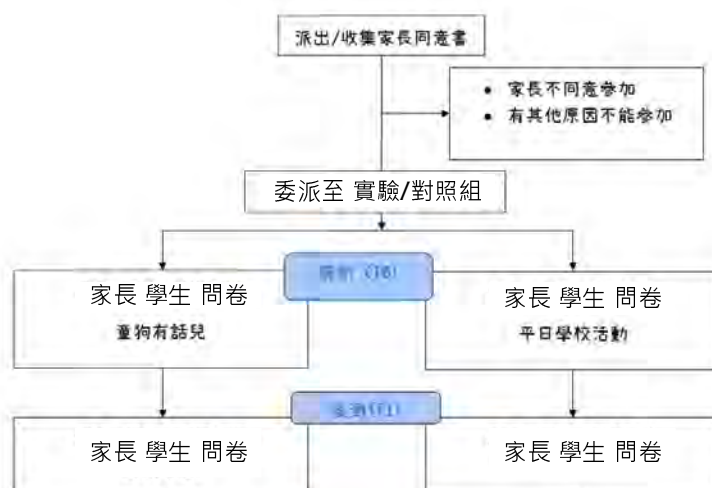 派出/收集家長同意書
• 家長不同意參加
• 有其他原因不能參加
委派至 實驗/對照組
(T0)
家長 學生 問卷
童狗有話兒
家長 學生 問卷
平日學校活動
(T1)
家長 學生 問卷
家長 學生 問卷